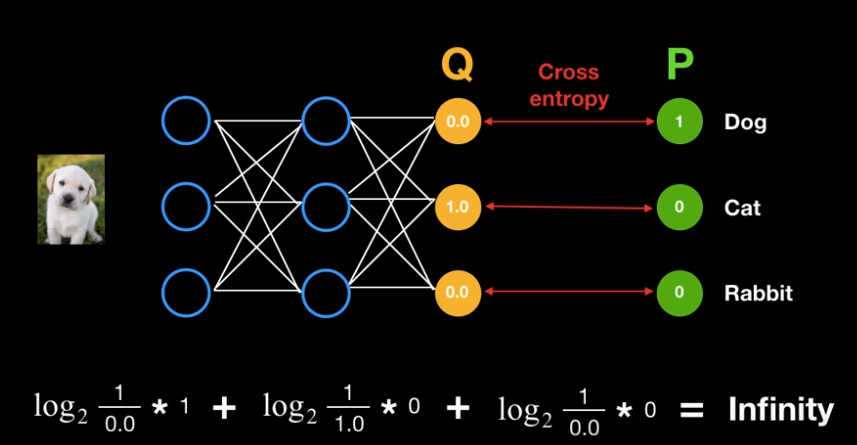 Q P
Cross
entropy
0.0 1 Dog
1.0 0 Cat
0.0 0 Rabbit
log₂ 1/0.0 * 1 + log₂ 1/1.0 * 0 + log₂ 1/0.0 * 0 = Infinity